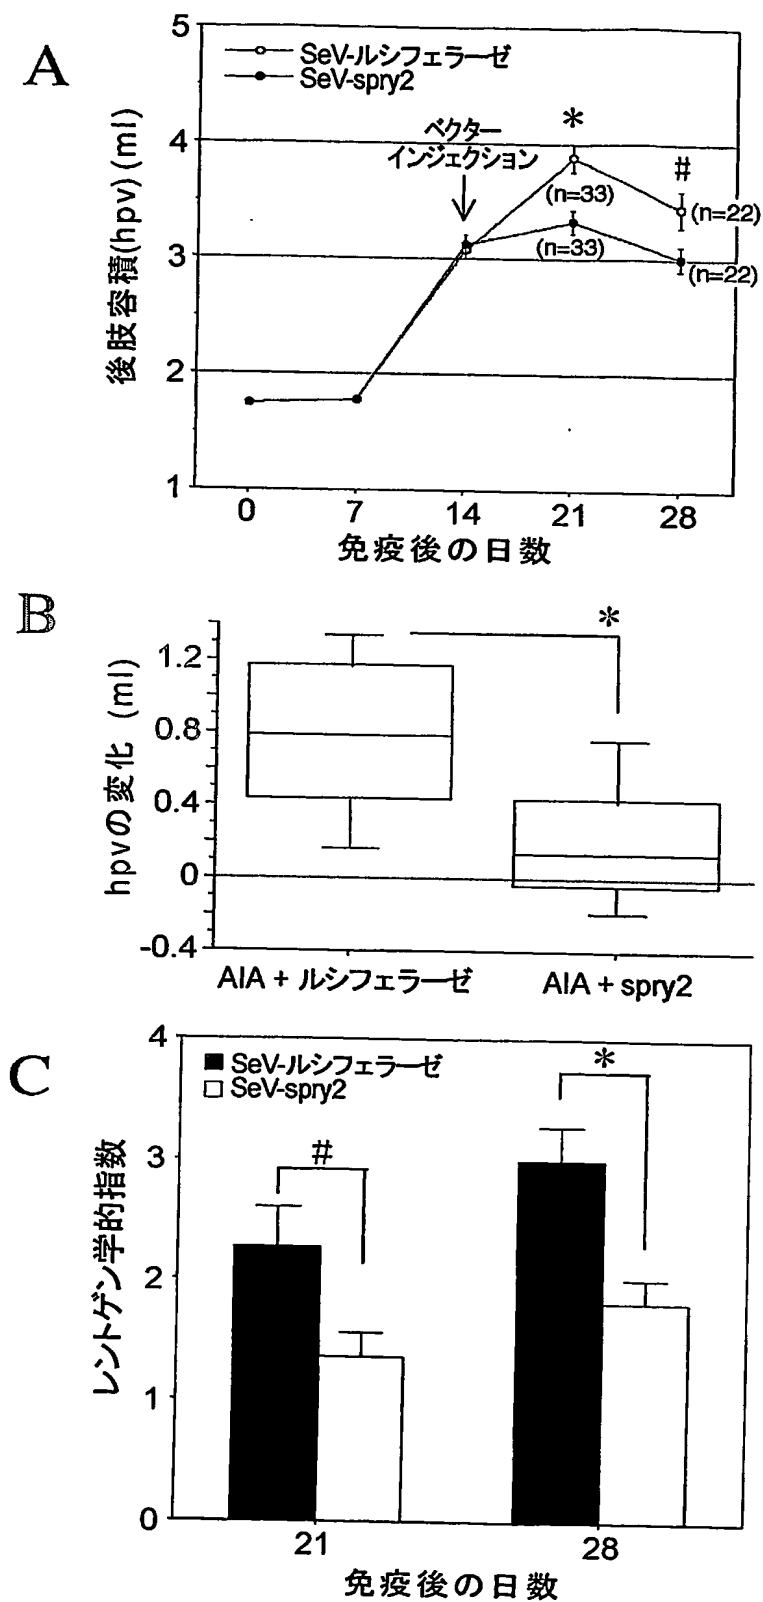 A
5
4
3
2
1
後肢容積(hpv)(ml)
SeV-ルシフェラーゼ
SeV-spry2
ベクター
インジェクション
*
#
(n=33)
(n=22)
(n=33)
(n=22)
0 7 14 21 28
免疫後の日数
B
1.2
0.8
0.4
0
-0.4
hpvの変化 (ml)
*
AIA + ルシフェラーゼ AIA + spry2
C
4
3
2
1
0
レントゲン学的指数
SeV-ルシフェラーゼ
SeV-spry2
#
*
21 28
免疫後の日数